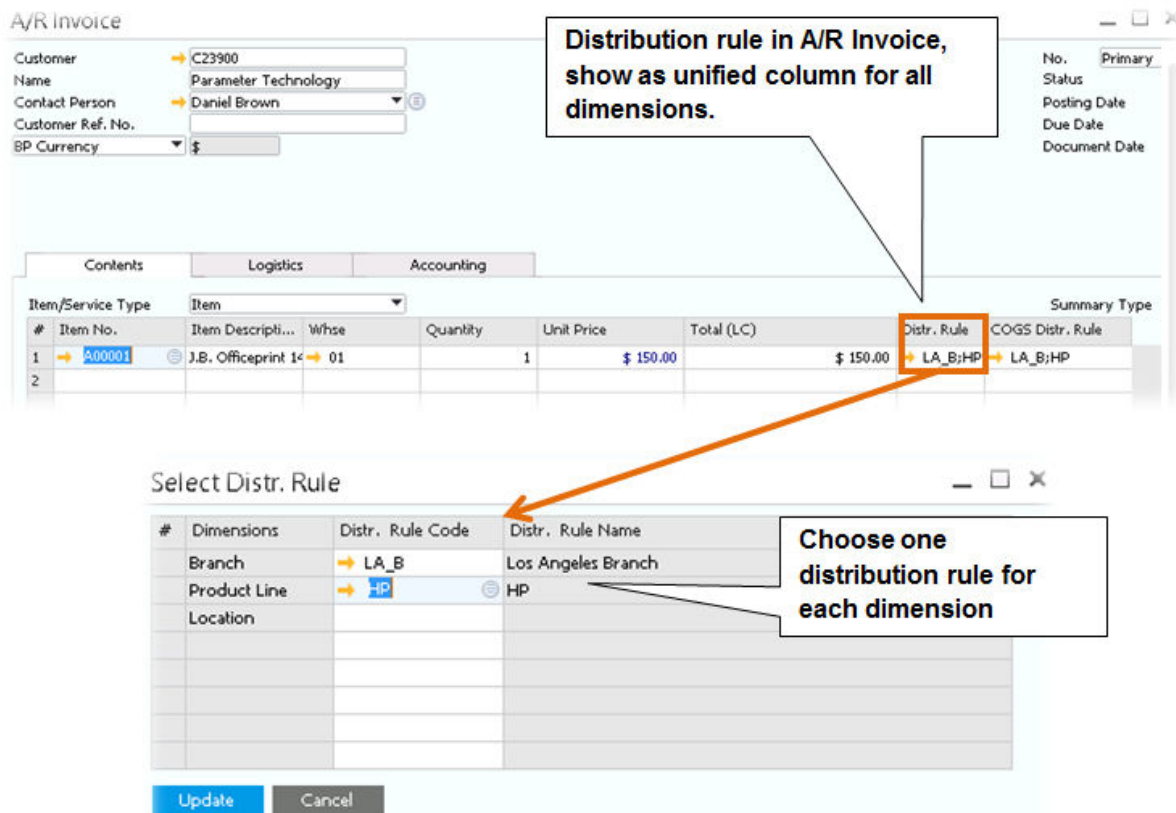 A/R Invoice
Distribution rule in A/R Invoice,
show as unified column for all
dimensions.
Customer C23900
Name Parameter Technology
Contact Person Daniel Brown
Customer Ref. No.
BP Currency $
No. Primary
Status
Posting Date
Due Date
Document Date
Contents Logistics Accounting
Item/Service Type Item Summary Type
# Item No. Item Descripti... Whse Quantity Unit Price Total (LC) Distr. Rule COGS Distr. Rule
1 A00001 J.B. Officeprint 14 01 1 $ 150.00 $ 150.00 LA_B;HP LA_B;HP
2
Select Distr. Rule
# Dimensions Distr. Rule Code Distr. Rule Name
Branch LA_B Los Angeles Branch
Product Line HP HP
Location
Choose one
distribution rule for
each dimension
Update Cancel